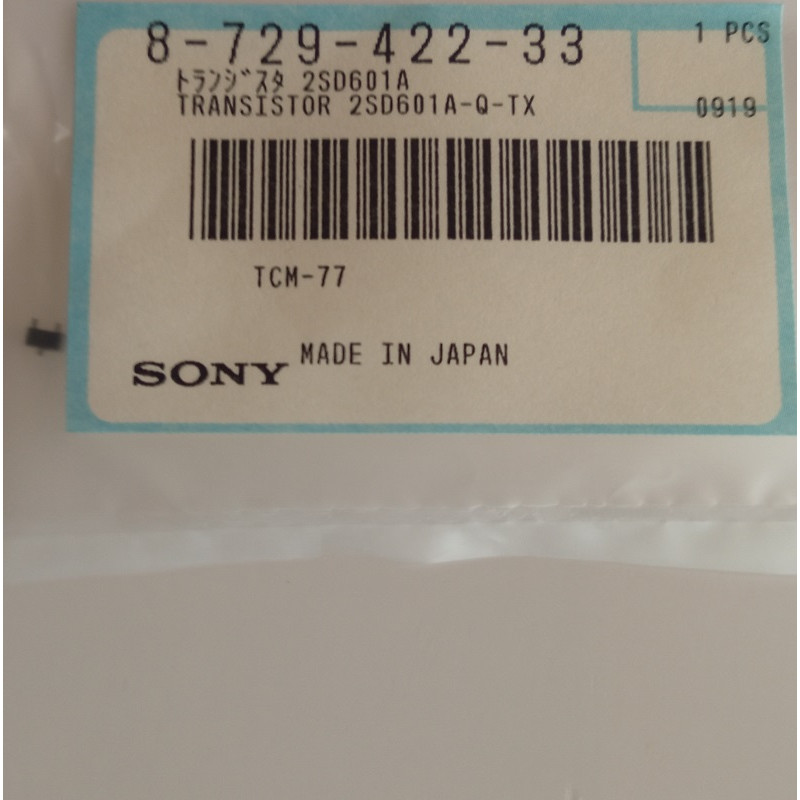 8-729-422-33
1 PCS
ﾄﾗﾝｼﾞｽﾀ 2SD601A
TRANSISTOR 2SD601A-Q-TX
0919
TCM-77
SONY MADE IN JAPAN